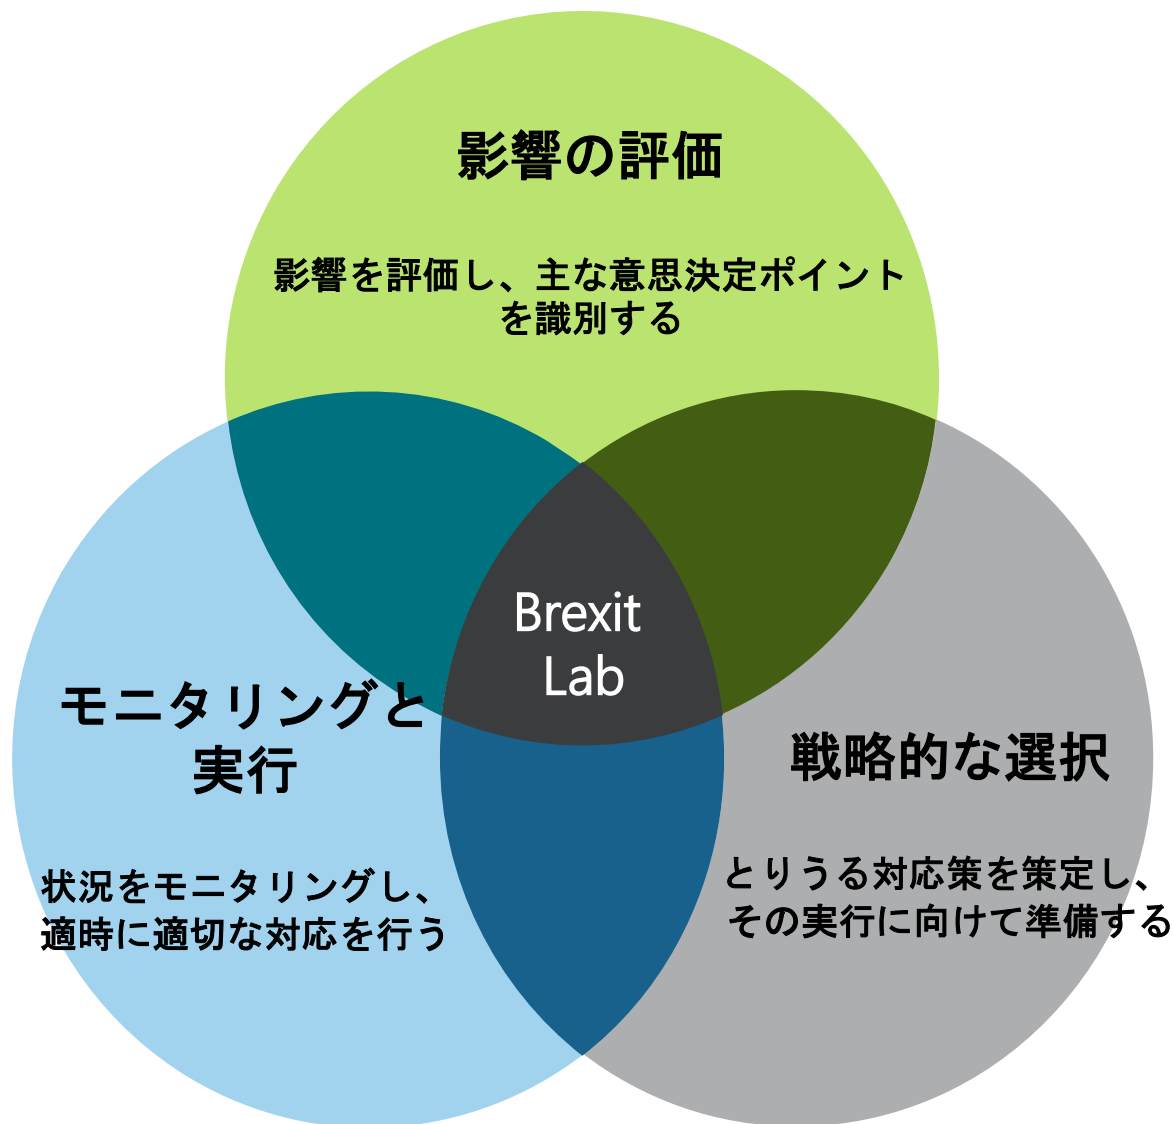 影響の評価
影響を評価し、主な意思決定ポイント
を識別する
Brexit
Lab
モニタリングと
実行
状況をモニタリングし、
適時に適切な対応を行う
戦略的な選択
とりうる対応策を策定し、
その実行に向けて準備する